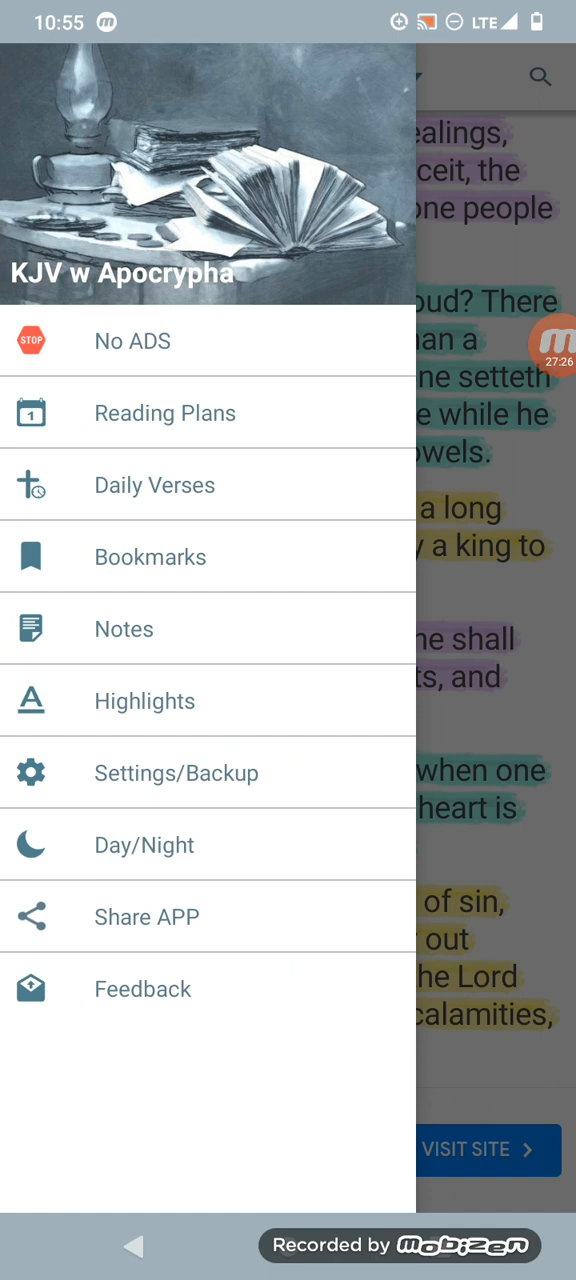 10:55
LTE
KJV w Apocrypha
STOP
No ADS
1
Reading Plans
Daily Verses
Bookmarks
Notes
Highlights
Settings/Backup
Day/Night
Share APP
Feedback
ealings,
ceit, the
one people
oud? There
an a
ne setteth
e while he
owels.
a long
a king to
he shall
ts, and
when one
heart is
of sin,
out
he Lord
calamities,
27:26
VISIT SITE
Recorded by mobizen